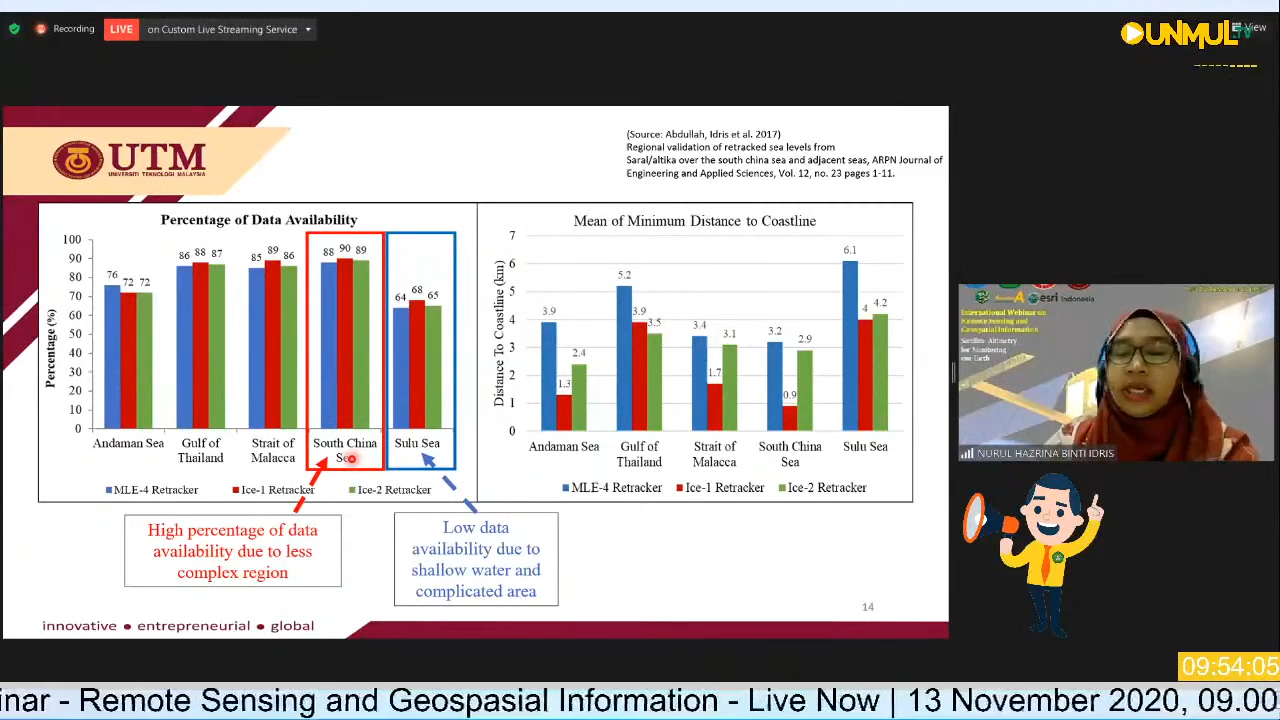 Recording
LIVE
on Custom Live Streaming Service
View
UNMUL
TV
UTM
UNIVERSITI TEKNOLOGI MALAYSIA
(Source: Abdullah, Idris et al. 2017)
Regional validation of retracked sea levels from
Saral/altika over the south china sea and adjacent seas, ARPN Journal of
Engineering and Applied Sciences, Vol. 12, no. 23 pages 1-11.
Percentage of Data Availability
Percentage (%)
100
90
80
70
60
50
40
30
20
10
0
76 72 72
86 88 87
85 89 86
88 90 89
64 68 65
Andaman Sea
Gulf of
Thailand
Strait of
Malacca
South China
Sea
Sulu Sea
MLE-4 Retracker
Ice-1 Retracker
Ice-2 Retracker
Mean of Minimum Distance to Coastline
Distance To Coastline (km)
7
6
5
4
3
2
1
0
3.9 1.3 2.4
5.2 3.9 3.5
3.4 1.7 3.1
3.2 0.9 2.9
6.1 4 4.2
Andaman Sea
Gulf of
Thailand
Strait of
Malacca
South China
Sea
Sulu Sea
MLE-4 Retracker
Ice-1 Retracker
Ice-2 Retracker
High percentage of data
availability due to less
complex region
Low data
availability due to
shallow water and
complicated area
14
innovative ● entrepreneurial ● global
esri Indonesia
International Webinar on
Remote Sensing and
Geospatial Information
Satellite Altimetry
for Monitoring
our Earth
NURUL HAZRINA BINTI IDRIS
09:54:05
inar - Remote Sensing and Geospasial Information - Live Now | 13 November 2020, 09.00